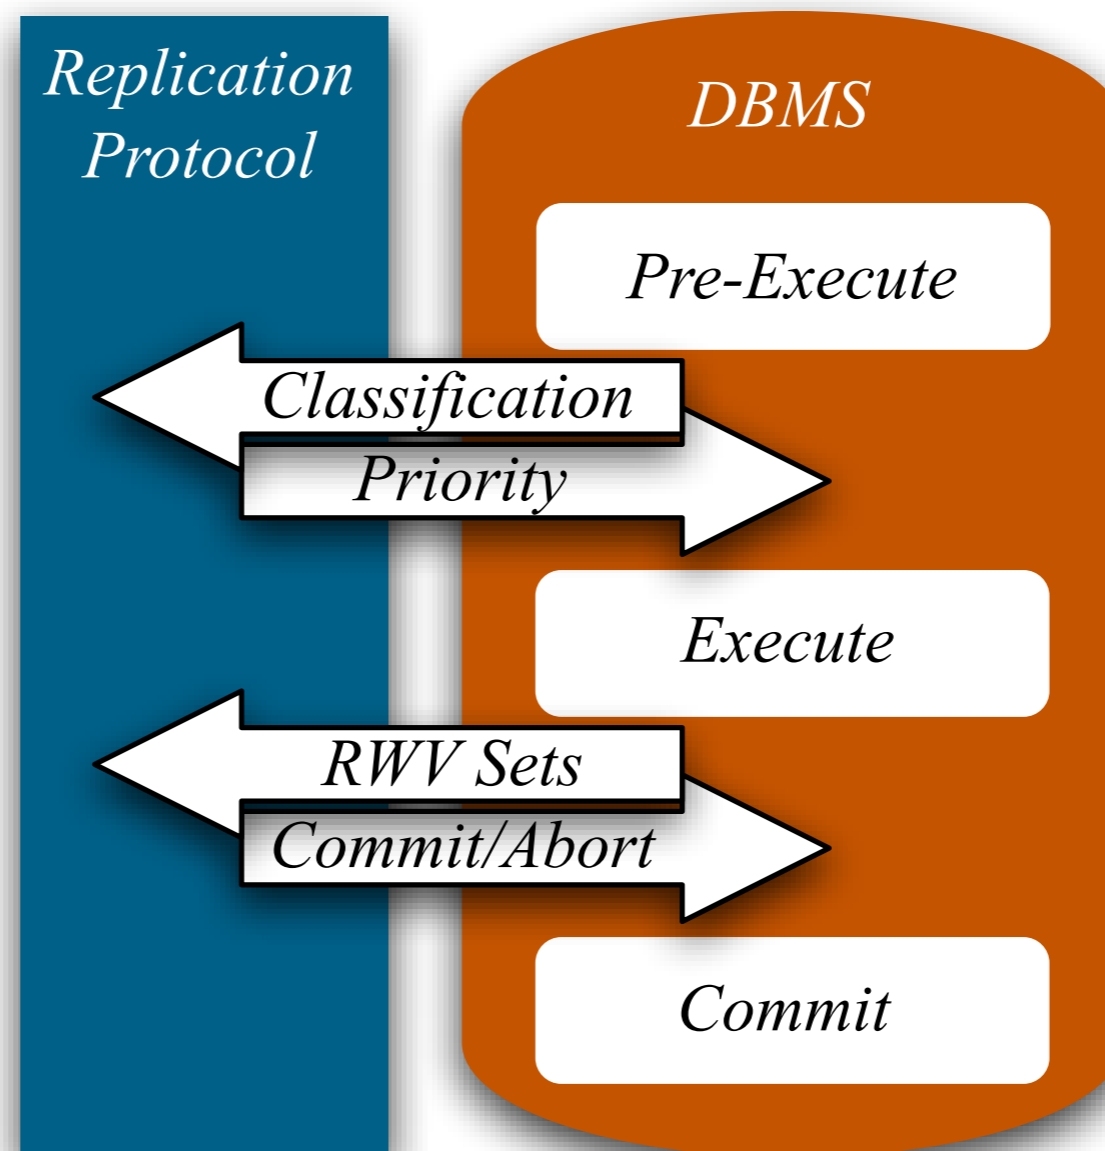 Replication
Protocol
DBMS
Pre-Execute
Classification
Priority
Execute
RWV Sets
Commit/Abort
Commit